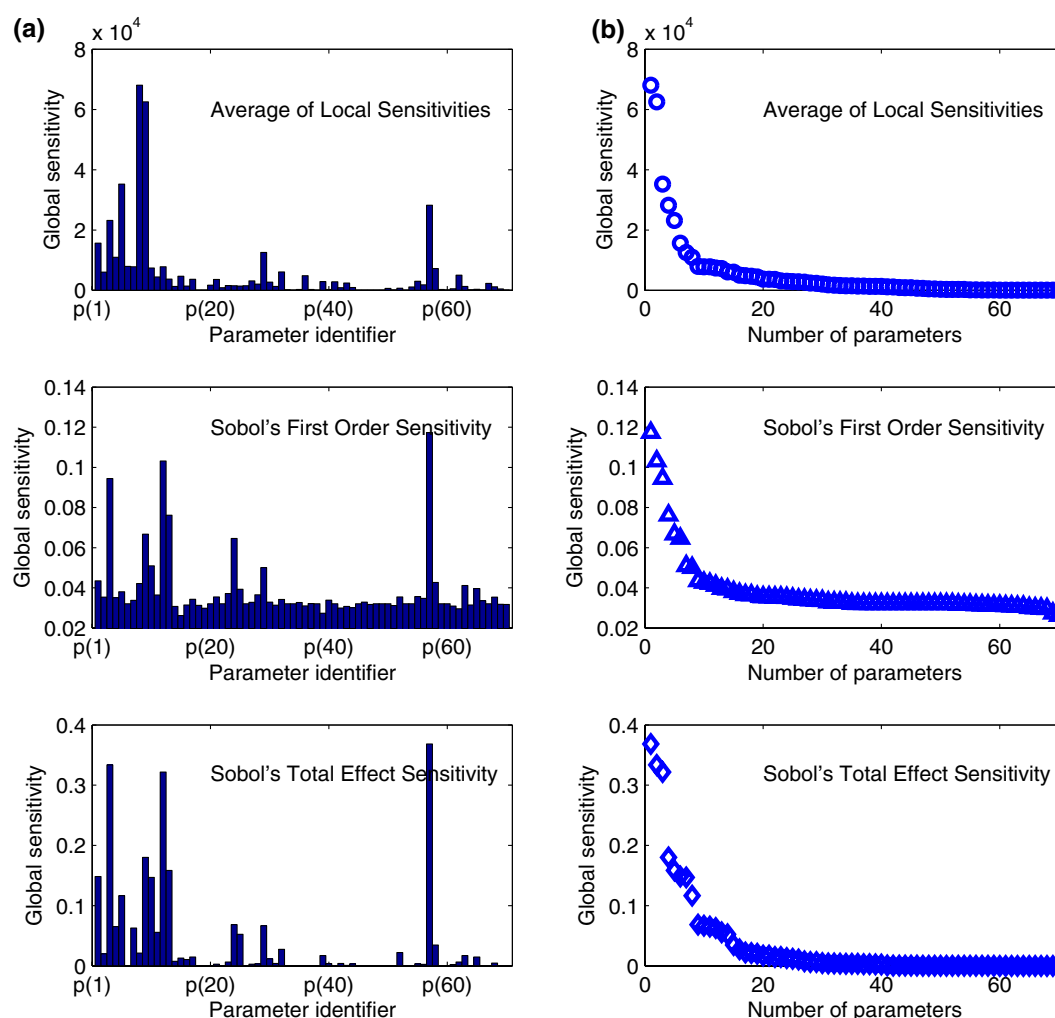 (a)
x 10^4
8
6
4
2
0
Global sensitivity
Average of Local Sensitivities
p(1) p(20) p(40) p(60)
Parameter identifier
(b)
x 10^4
8
6
4
2
0
Global sensitivity
Average of Local Sensitivities
0 20 40 60
Number of parameters
0.14
0.12
0.1
0.08
0.06
0.04
0.02
Global sensitivity
Sobol's First Order Sensitivity
p(1) p(20) p(40) p(60)
Parameter identifier
0.14
0.12
0.1
0.08
0.06
0.04
0.02
Global sensitivity
Sobol's First Order Sensitivity
0 20 40 60
Number of parameters
0.4
0.3
0.2
0.1
0
Global sensitivity
Sobol's Total Effect Sensitivity
p(1) p(20) p(40) p(60)
Parameter identifier
0.4
0.3
0.2
0.1
0
Global sensitivity
Sobol's Total Effect Sensitivity
0 20 40 60
Number of parameters